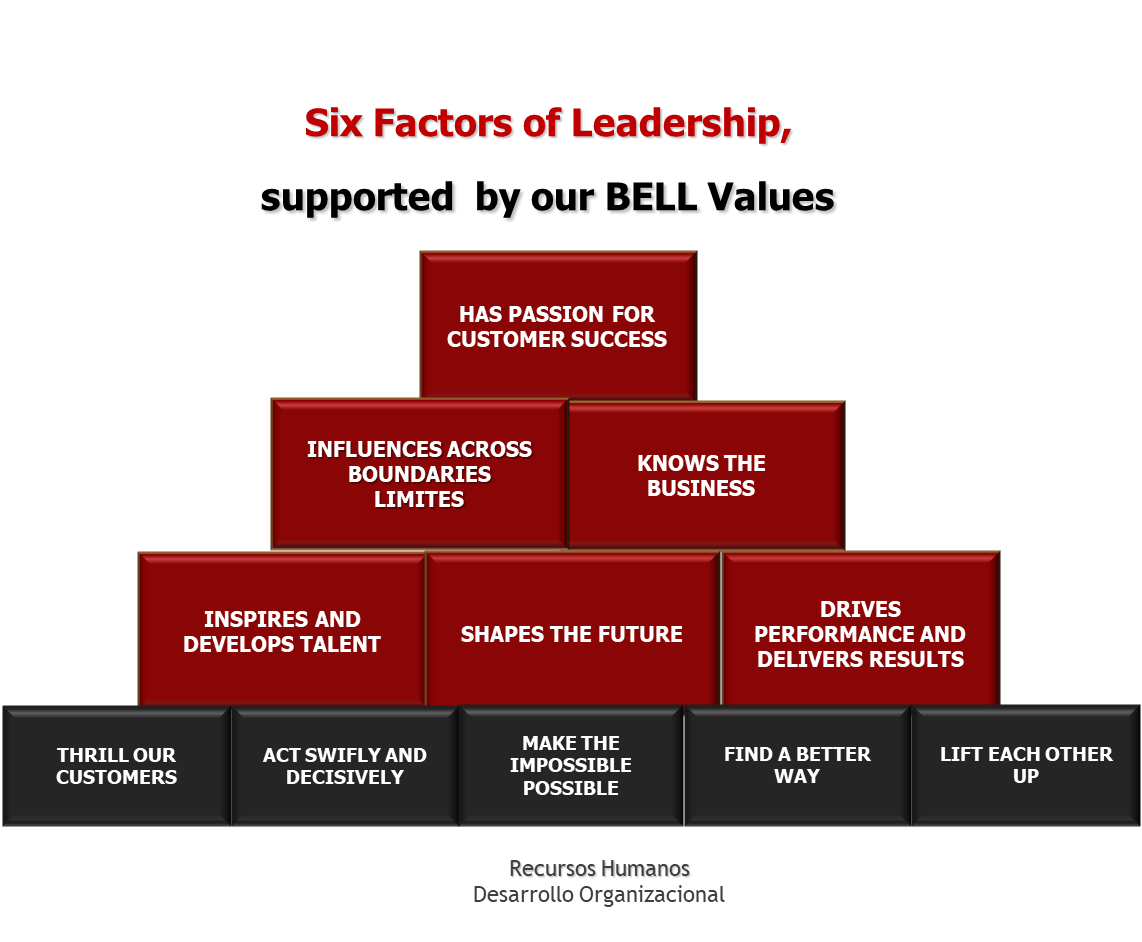 Six Factors of Leadership,
supported by our BELL Values
HAS PASSION FOR
CUSTOMER SUCCESS
INFLUENCES ACROSS
BOUNDARIES
LIMITES
KNOWS THE
BUSINESS
INSPIRES AND
DEVELOPS TALENT
SHAPES THE FUTURE
DRIVES
PERFORMANCE AND
DELIVERS RESULTS
THRILL OUR
CUSTOMERS
ACT SWIFLY AND
DECISIVELY
MAKE THE
IMPOSSIBLE
POSSIBLE
FIND A BETTER
WAY
LIFT EACH OTHER
UP
Recursos Humanos
Desarrollo Organizacional